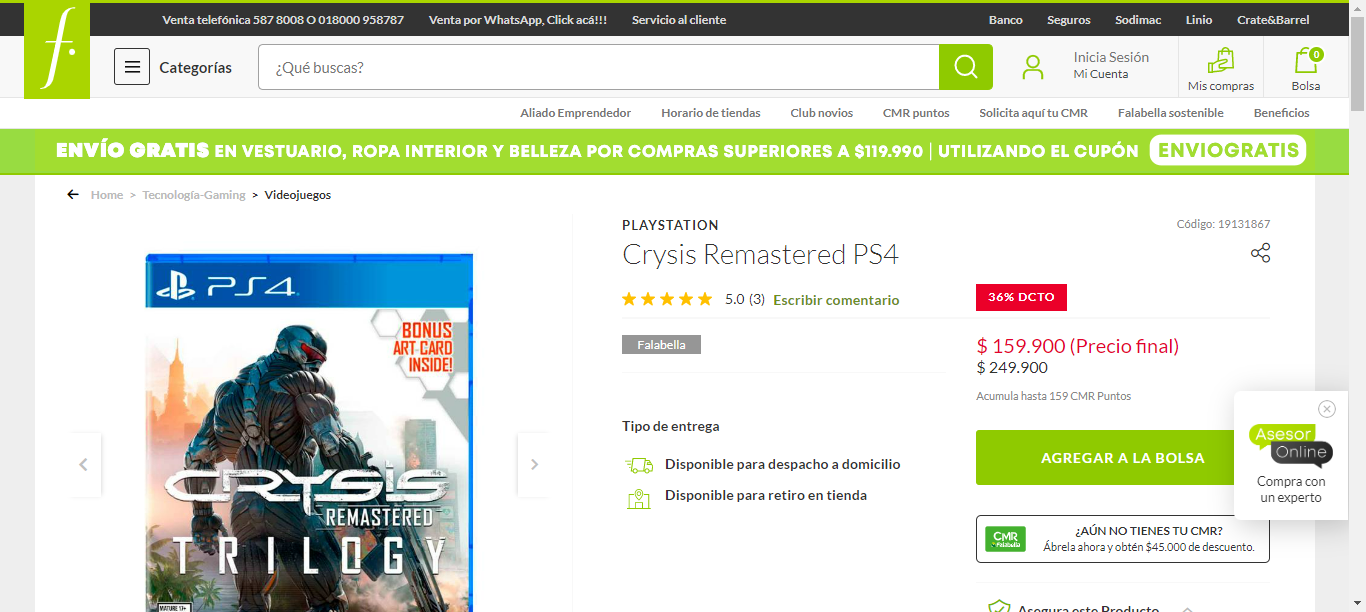 Venta telefónica 587 8008 O 018000 958787 Venta por WhatsApp, Click acá!!! Servicio al cliente Banco Seguros Sodimac Linio Crate&Barrel
f.
Categorías ¿Qué buscas? Inicia Sesión
Mi Cuenta
Mis compras
0
Bolsa
Aliado Emprendedor Horario de tiendas Club novios CMR puntos Solicita aquí tu CMR Falabella sostenible Beneficios
ENVÍO GRATIS EN VESTUARIO, ROPA INTERIOR Y BELLEZA POR COMPRAS SUPERIORES A $119.990 | UTILIZANDO EL CUPÓN ENVIOGRATIS
Home > Tecnología-Gaming > Videojuegos
PS4
BONUS
ART CARD
INSIDE!
CRYSIS
REMASTERED
TRILOGY
MATURE 17+
PLAYSTATION
Código: 19131867
Crysis Remastered PS4
5.0 (3) Escribir comentario
Falabella
36% DCTO
$ 159.900 (Precio final)
$ 249.900
Acumula hasta 159 CMR Puntos
Tipo de entrega
Disponible para despacho a domicilio
Disponible para retiro en tienda
AGREGAR A LA BOLSA
Asesor
Online
Compra con
un experto
CMR
Falabella
¿AÚN NO TIENES TU CMR?
Ábrela ahora y obtén $45.000 de descuento.
Asegura este Producto